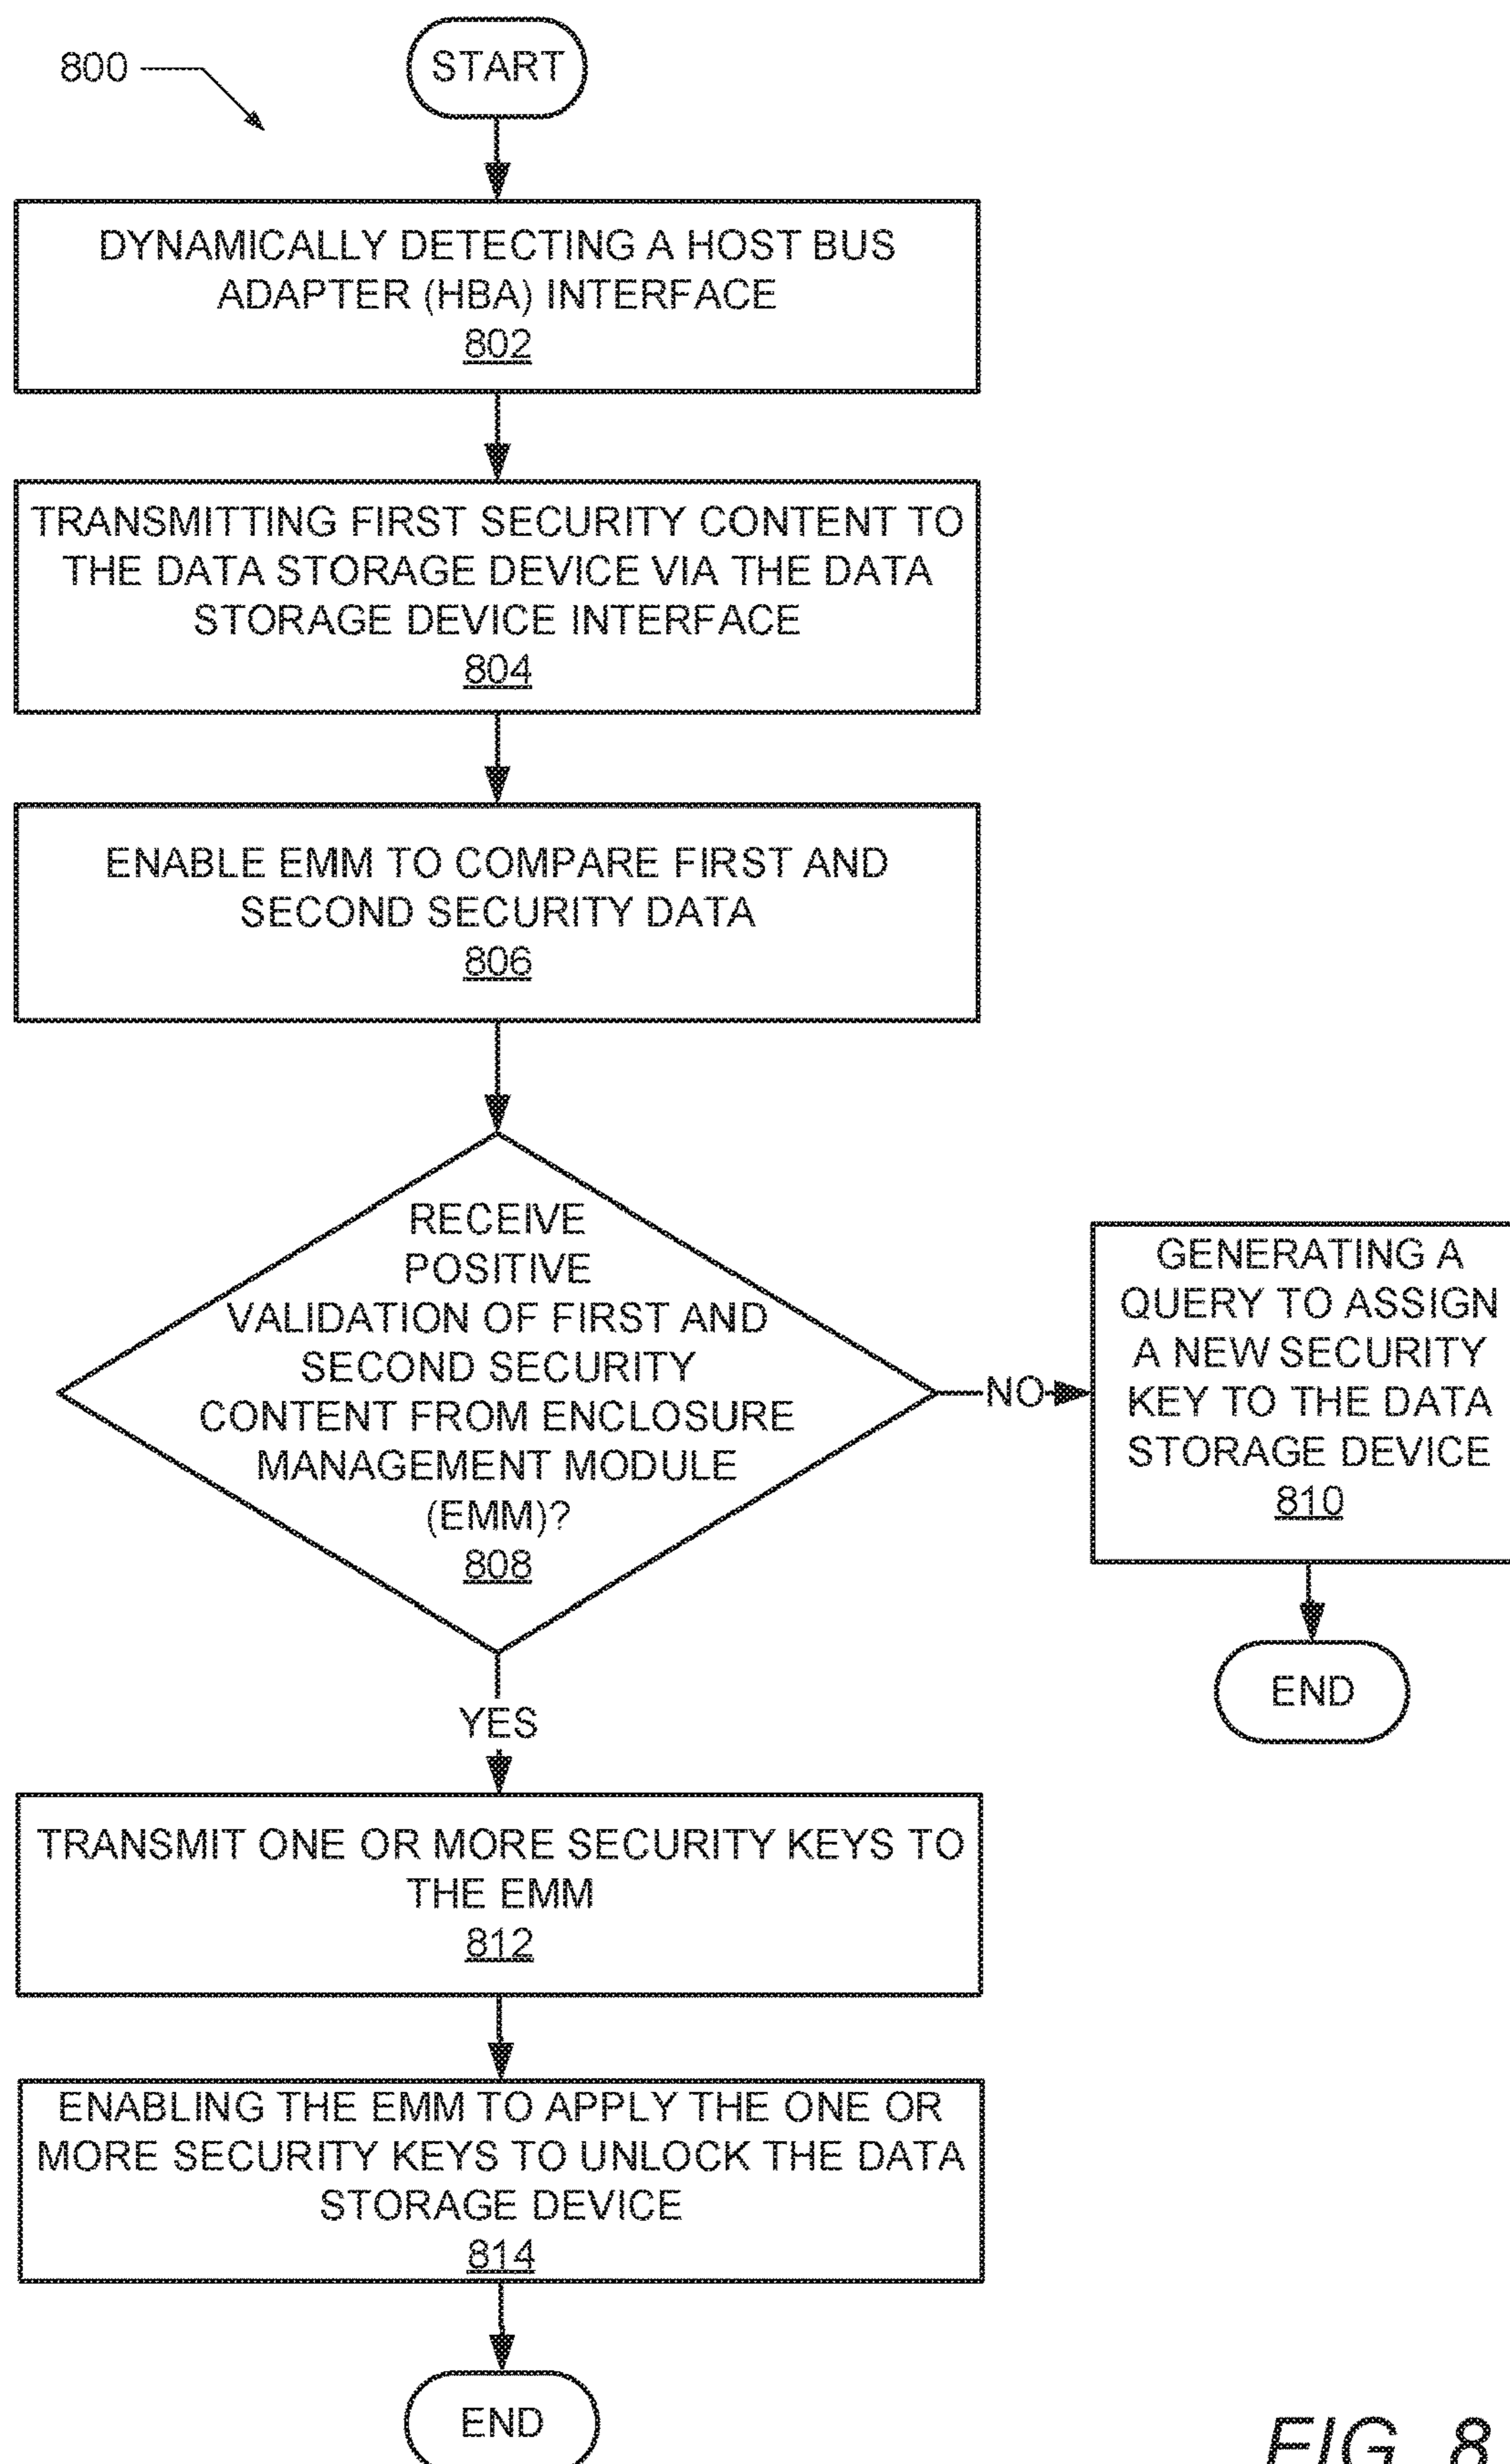 800
START
DYNAMICALLY DETECTING A HOST BUS
ADAPTER (HBA) INTERFACE
802
TRANSMITTING FIRST SECURITY CONTENT TO
THE DATA STORAGE DEVICE VIA THE DATA
STORAGE DEVICE INTERFACE
804
ENABLE EMM TO COMPARE FIRST AND
SECOND SECURITY DATA
806
RECEIVE
POSITIVE
VALIDATION OF FIRST AND
SECOND SECURITY
CONTENT FROM ENCLOSURE
MANAGEMENT MODULE
(EMM)?
808
NO
GENERATING A
QUERY TO ASSIGN
A NEW SECURITY
KEY TO THE DATA
STORAGE DEVICE
810
END
YES
TRANSMIT ONE OR MORE SECURITY KEYS TO
THE EMM
812
ENABLING THE EMM TO APPLY THE ONE OR
MORE SECURITY KEYS TO UNLOCK THE DATA
STORAGE DEVICE
814
END
FIG. 8